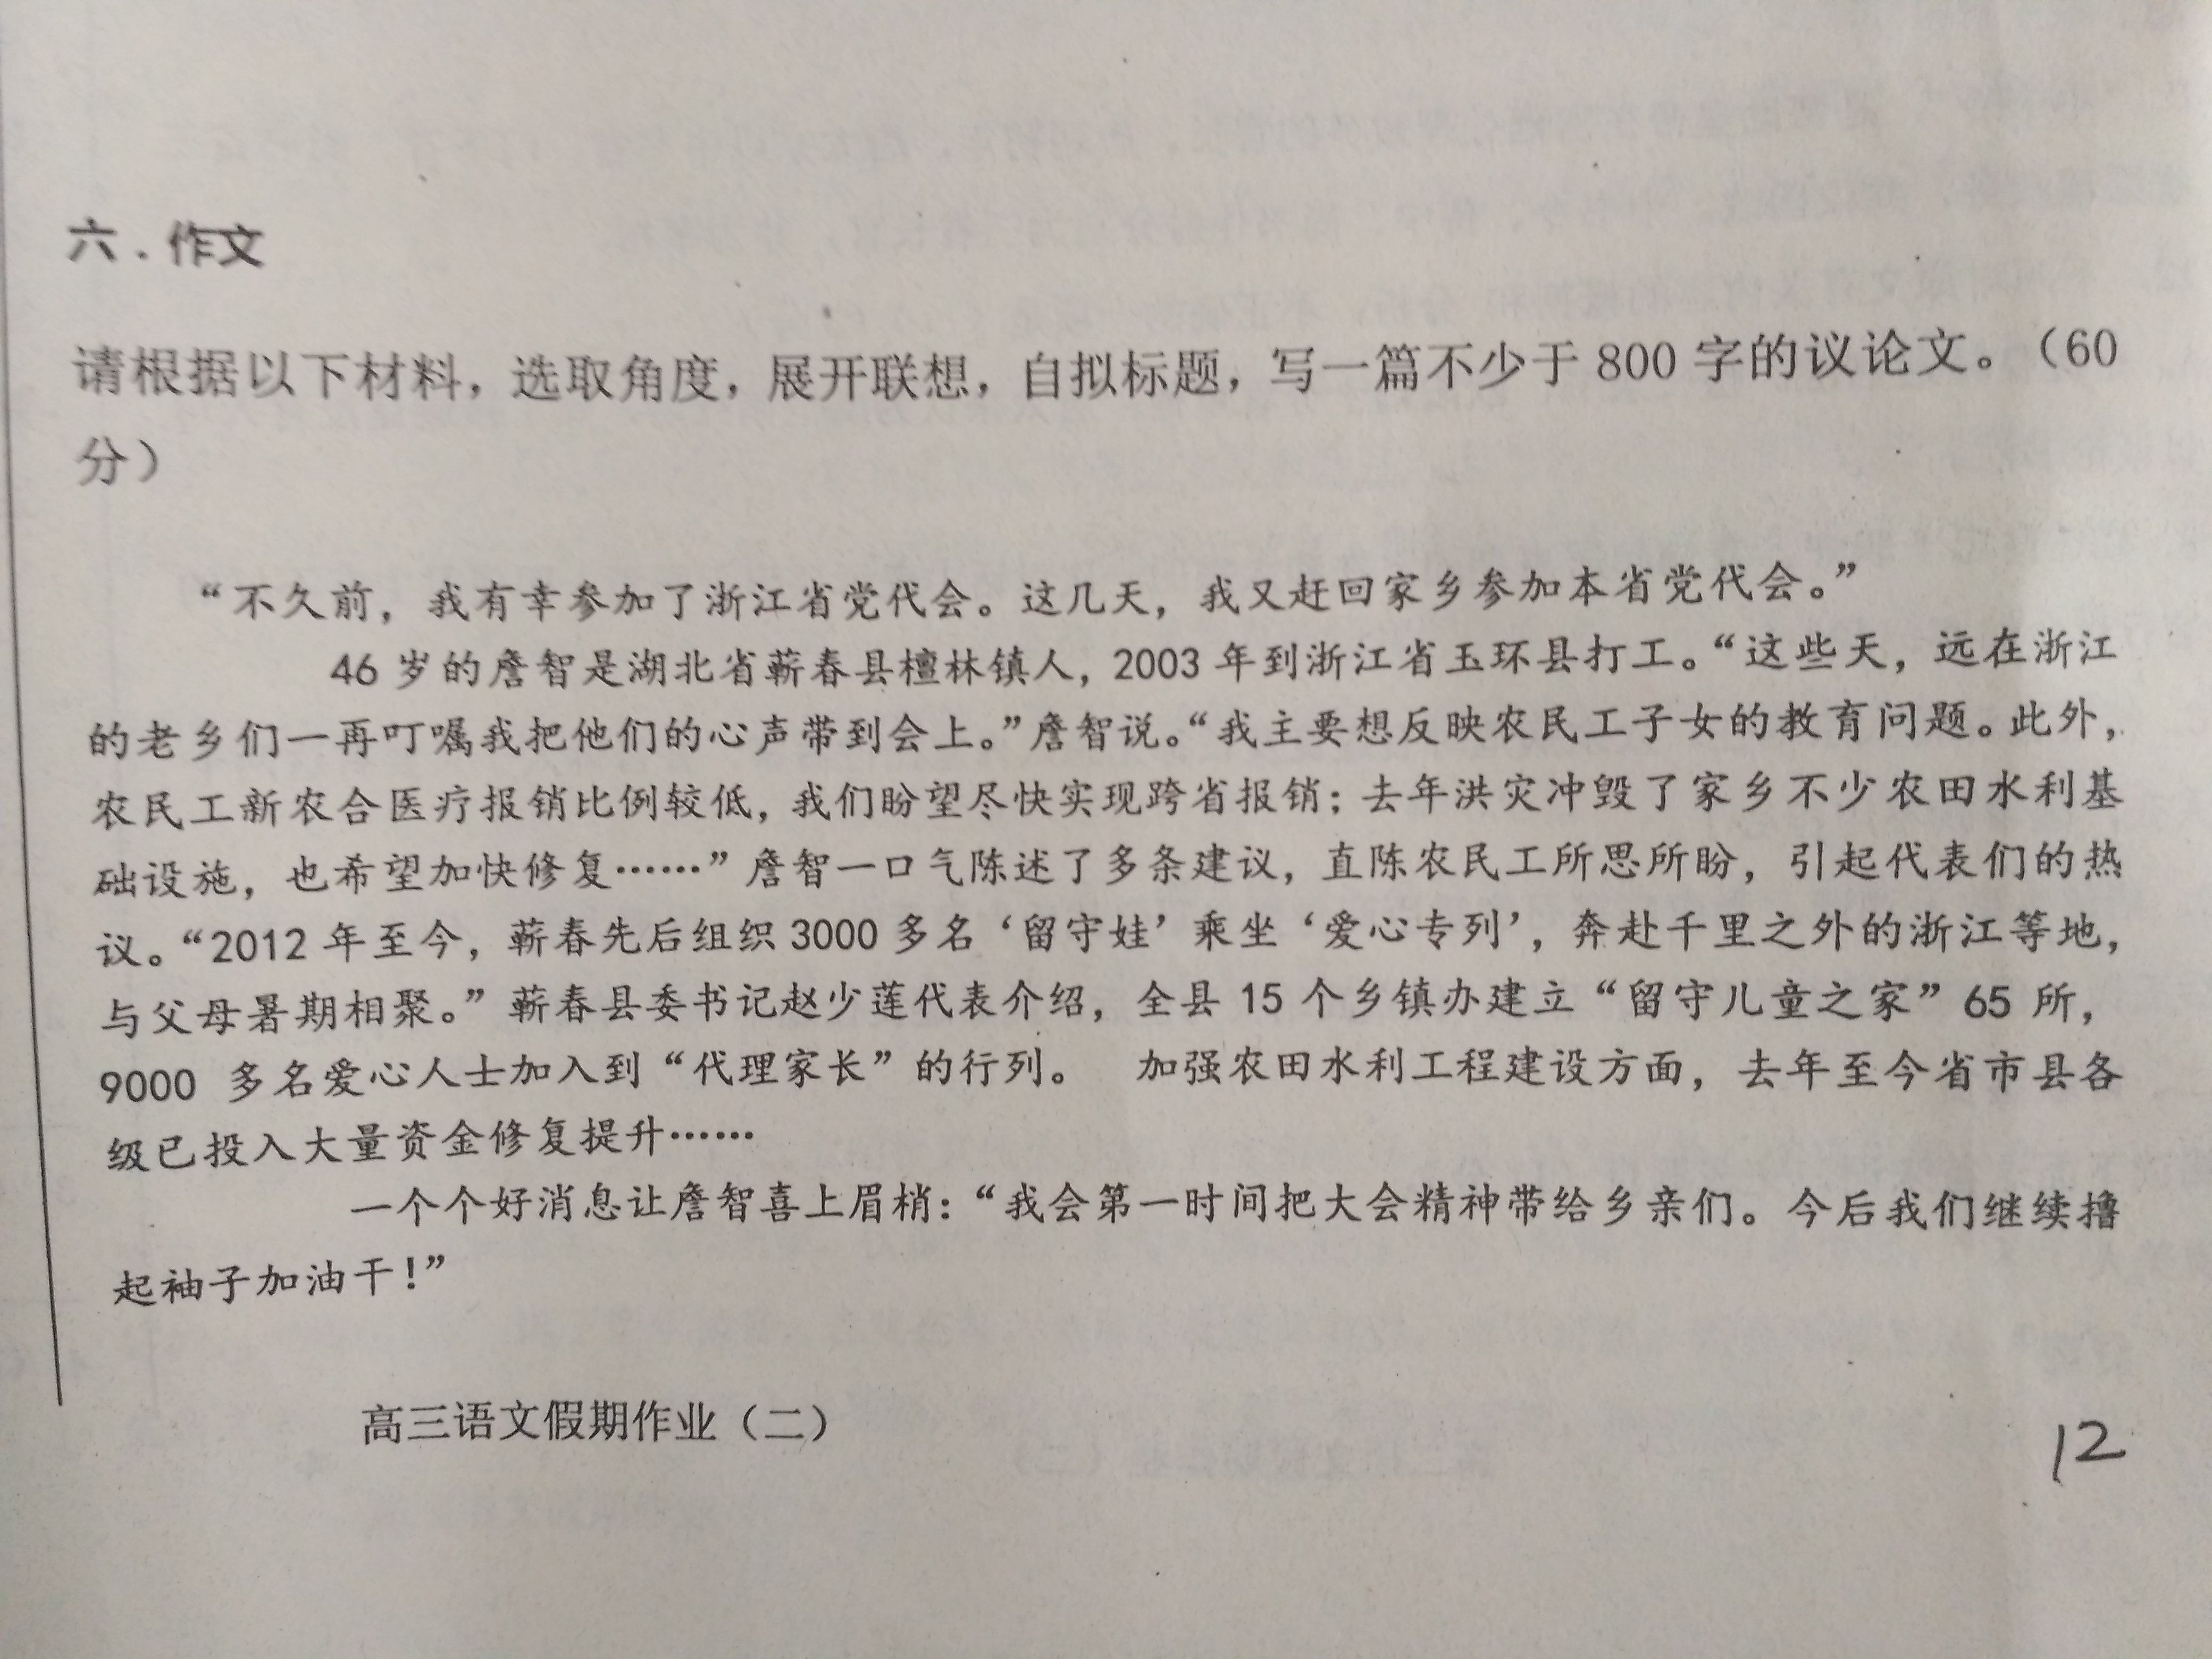 六．作文
请根据以下材料，选取角度，展开联想，自拟标题，写一篇不少于 800 字的议论文。（60
分）
“不久前，我有幸参加了浙江省党代会。这几天，我又赶回家乡参加本省党代会。”
46 岁的詹智是湖北省蕲春县檀林镇人，2003 年到浙江省玉环县打工。“这些天，远在浙江
的老乡们一再叮嘱我把他们的心声带到会上。”詹智说。“我主要想反映农民工子女的教育问题。此外，
农民工新农合医疗报销比例较低，我们盼望尽快实现跨省报销；去年洪灾冲毁了家乡不少农田水利基
础设施，也希望加快修复……”詹智一口气陈述了多条建议，直陈农民工所思所盼，引起代表们的热
议。“2012 年至今，蕲春先后组织 3000 多名‘留守娃’乘坐‘爱心专列’，奔赴千里之外的浙江等地，
与父母暑期相聚。”蕲春县委书记赵少莲代表介绍，全县 15 个乡镇办建立“留守儿童之家”65 所，
9000 多名爱心人士加入到“代理家长”的行列。 加强农田水利工程建设方面，去年至今省市县各
级已投入大量资金修复提升……
一个个好消息让詹智喜上眉梢：“我会第一时间把大会精神带给乡亲们。今后我们继续撸
起袖子加油干！”
高三语文假期作业（二）
12